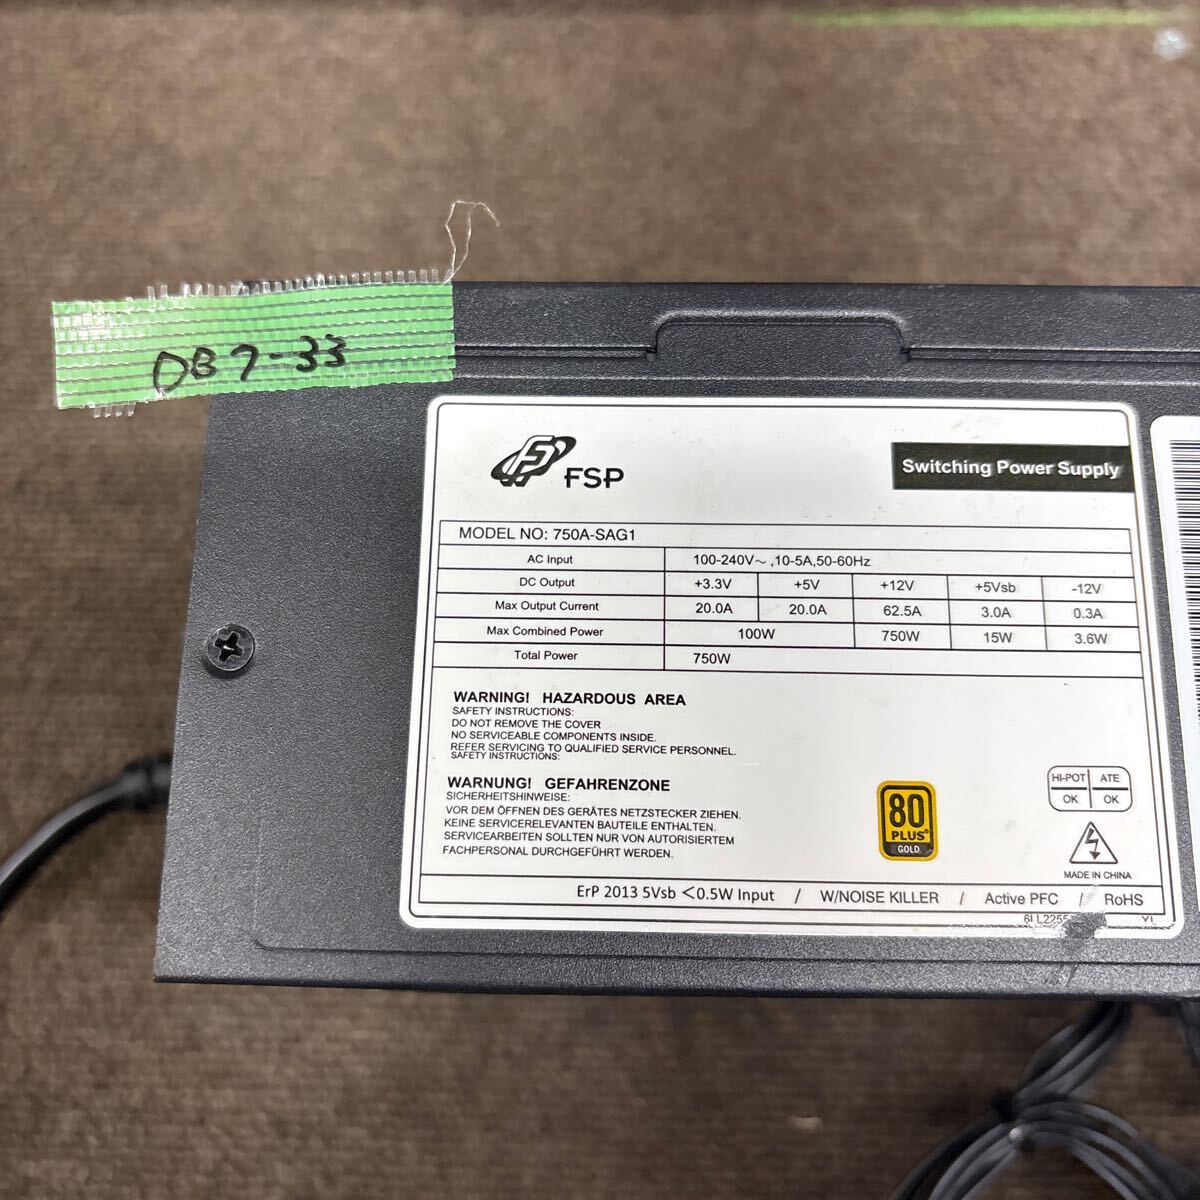 DB7-33
FSP
Switching Power Supply
MODEL NO: 750A-SAG1
AC Input 100-240V～ ,10-5A,50-60Hz
DC Output +3.3V +5V +12V +5Vsb -12V
Max Output Current 20.0A 20.0A 62.5A 3.0A 0.3A
Max Combined Power 100W 750W 15W 3.6W
Total Power 750W
WARNING! HAZARDOUS AREA
SAFETY INSTRUCTIONS:
DO NOT REMOVE THE COVER
NO SERVICEABLE COMPONENTS INSIDE.
REFER SERVICING TO QUALIFIED SERVICE PERSONNEL.
SAFETY INSTRUCTIONS:
WARNUNG! GEFAHRENZONE
SICHERHEITSHINWEISE:
VOR DEM ÖFFNEN DES GERÄTES NETZSTECKER ZIEHEN.
KEINE SERVICERELEVANTEN BAUTEILE ENTHALTEN.
SERVICEARBEITEN SOLLTEN NUR VON AUTORISIERTEM
FACHPERSONAL DURCHGEFÜHRT WERDEN.
80
PLUS®
GOLD
HI-POT ATE
OK OK
MADE IN CHINA
ErP 2013 5Vsb <0.5W Input / W/NOISE KILLER / Active PFC / RoHS